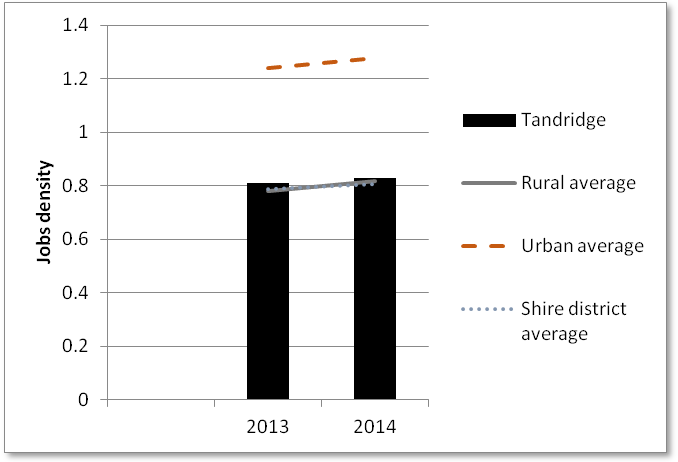 1.4
1.2
1
0.8
0.6
0.4
0.2
0
Jobs density
2013
2014
Tandridge
Rural average
Urban average
Shire district
average